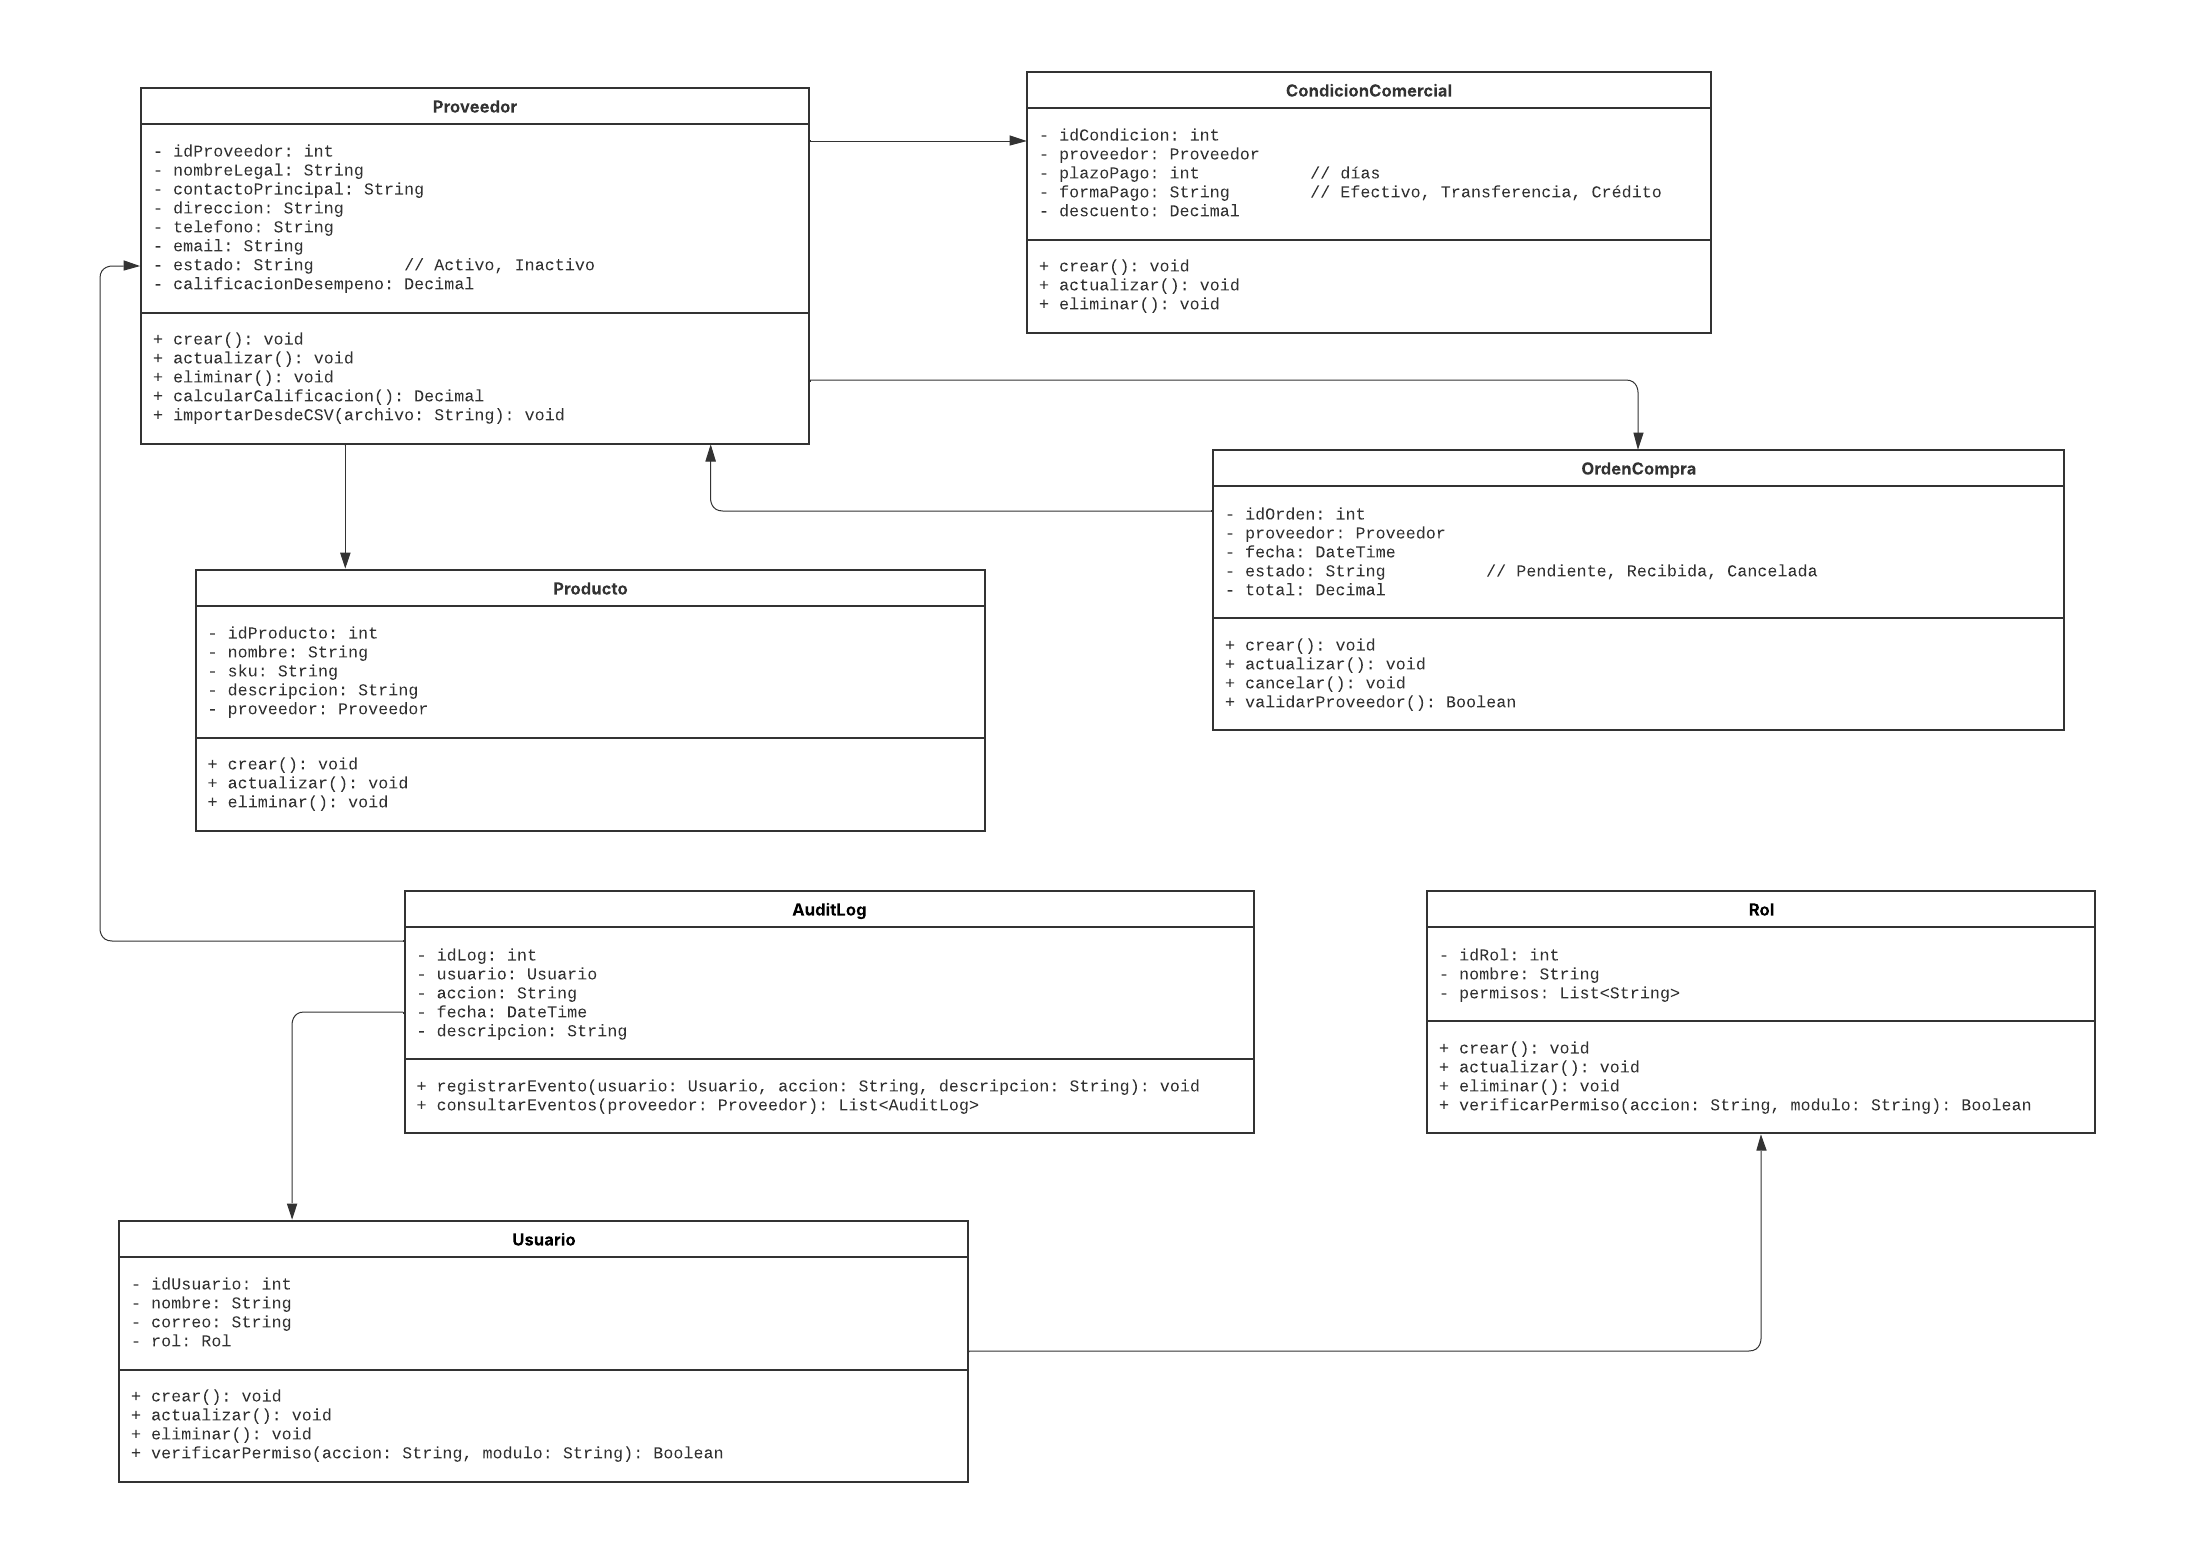 Proveedor
- idProveedor: int
- nombreLegal: String
- contactoPrincipal: String
- direccion: String
- telefono: String
- email: String
- estado: String         // Activo, Inactivo
- calificacionDesempeno: Decimal
+ crear(): void
+ actualizar(): void
+ eliminar(): void
+ calcularCalificacion(): Decimal
+ importarDesdeCSV(archivo: String): void
CondicionComercial
- idCondicion: int
- proveedor: Proveedor
- plazoPago: int           // días
- formaPago: String        // Efectivo, Transferencia, Crédito
- descuento: Decimal
+ crear(): void
+ actualizar(): void
+ eliminar(): void
OrdenCompra
- idOrden: int
- proveedor: Proveedor
- fecha: DateTime
- estado: String          // Pendiente, Recibida, Cancelada
- total: Decimal
+ crear(): void
+ actualizar(): void
+ cancelar(): void
+ validarProveedor(): Boolean
Producto
- idProducto: int
- nombre: String
- sku: String
- descripcion: String
- proveedor: Proveedor
+ crear(): void
+ actualizar(): void
+ eliminar(): void
AuditLog
- idLog: int
- usuario: Usuario
- accion: String
- fecha: DateTime
- descripcion: String
+ registrarEvento(usuario: Usuario, accion: String, descripcion: String): void
+ consultarEventos(proveedor: Proveedor): List<AuditLog>
Rol
- idRol: int
- nombre: String
- permisos: List<String>
+ crear(): void
+ actualizar(): void
+ eliminar(): void
+ verificarPermiso(accion: String, modulo: String): Boolean
Usuario
- idUsuario: int
- nombre: String
- correo: String
- rol: Rol
+ crear(): void
+ actualizar(): void
+ eliminar(): void
+ verificarPermiso(accion: String, modulo: String): Boolean